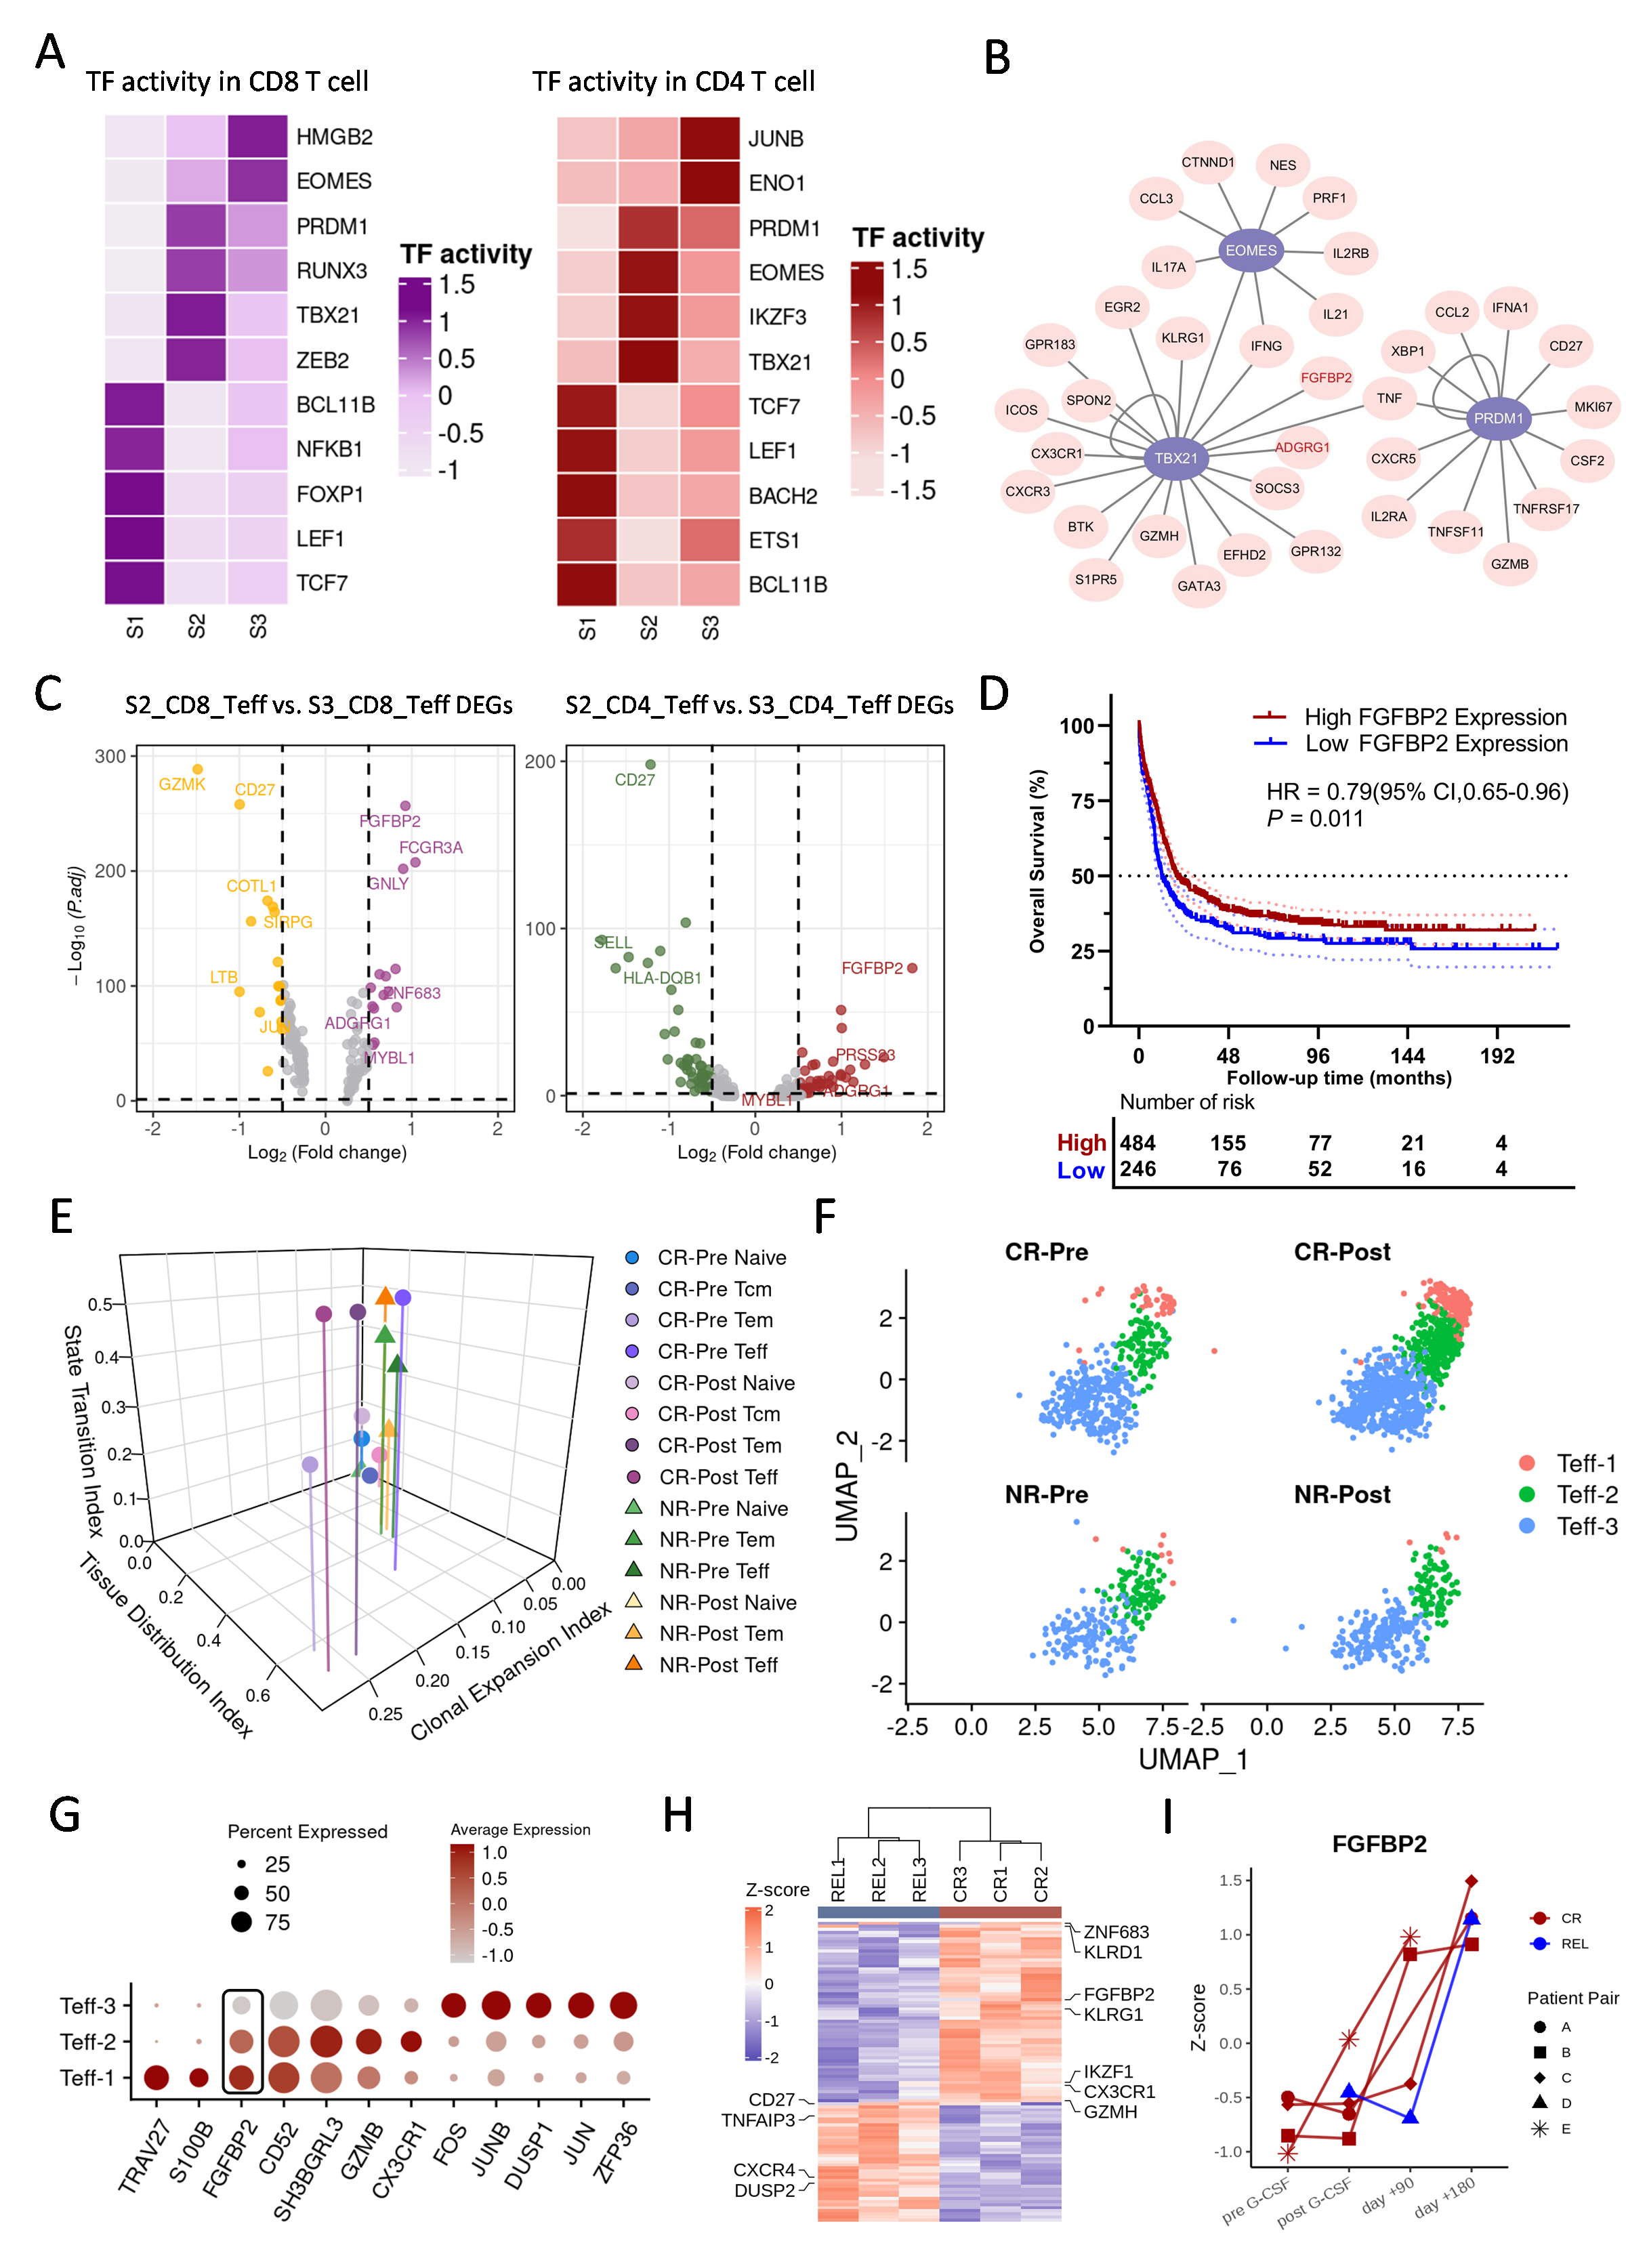 A
TF activity in CD8 T cell
TF activity in CD4 T cell
HMGB2
EOMES
PRDM1
RUNX3
TBX21
ZEB2
BCL11B
NFKB1
FOXP1
LEF1
TCF7
S1
S2
S3
TF activity
1.5
1
0.5
0
-0.5
-1
JUNB
ENO1
PRDM1
EOMES
IKZF3
TBX21
TCF7
LEF1
BACH2
ETS1
BCL11B
S1
S2
S3
TF activity
1.5
1
0.5
0
-0.5
-1
-1.5
B
CTNND1
NES
CCL3
PRF1
EOMES
IL2RB
IL17A
EGR2
IL21
KLRG1
IFNG
GPR183
FGFBP2
SPON2
ICOS
TNF
CX3CR1
TBX21
ADGRG1
CXCR3
SOCS3
BTK
GZMH
EFHD2
GPR132
S1PR5
GATA3
CCL2
IFNA1
XBP1
CD27
PRDM1
MKI67
CXCR5
CSF2
IL2RA
TNFSF11
TNFRSF17
GZMB
C
S2_CD8_Teff vs. S3_CD8_Teff DEGs
300
200
100
0
-2
-1
0
1
2
− Log10 (P.adj)
Log2 (Fold change)
GZMK
CD27
COTL1
SIRPG
LTB
JUN
FGFBP2
FCGR3A
GNLY
ZNF683
ADGRG1
MYBL1
S2_CD4_Teff vs. S3_CD4_Teff DEGs
200
100
0
-2
-1
0
1
2
Log2 (Fold change)
CD27
SELL
HLA-DQB1
FGFBP2
PRSS23
ADGRG1
MYBL1
D
High FGFBP2 Expression
Low FGFBP2 Expression
HR = 0.79(95% CI,0.65-0.96)
P = 0.011
Overall Survival (%)
100
75
50
25
0
0
48
96
144
192
Follow-up time (months)
Number of risk
High 484 155 77 21 4
Low 246 76 52 16 4
E
State Transition Index
0.5
0.4
0.3
0.2
0.1
0.0
Tissue Distribution Index
0.0
0.2
0.4
0.6
Clonal Expansion Index
0.25
0.20
0.15
0.10
0.05
0.00
CR-Pre Naive
CR-Pre Tcm
CR-Pre Tem
CR-Pre Teff
CR-Post Naive
CR-Post Tcm
CR-Post Tem
CR-Post Teff
NR-Pre Naive
NR-Pre Tem
NR-Pre Teff
NR-Post Naive
NR-Post Tem
NR-Post Teff
F
CR-Pre
CR-Post
NR-Pre
NR-Post
2
0
-2
2
0
-2
UMAP_2
-2.5
0.0
2.5
5.0
7.5
-2.5
0.0
2.5
5.0
7.5
UMAP_1
Teff-1
Teff-2
Teff-3
G
Percent Expressed
25
50
75
Average Expression
1.0
0.5
0.0
-0.5
-1.0
Teff-3
Teff-2
Teff-1
TRAV27
S100B
FGFBP2
CD52
SH3BGRL3
GZMB
CX3CR1
FOS
JUNB
DUSP1
JUN
ZFP36
H
Z-score
2
1
0
-1
-2
REL1
REL2
REL3
CR3
CR1
CR2
ZNF683
KLRD1
FGFBP2
KLRG1
IKZF1
CX3CR1
GZMH
CD27
TNFAIP3
CXCR4
DUSP2
I
FGFBP2
Z-score
1.5
1.0
0.5
0.0
-0.5
-1.0
pre G-CSF
post G-CSF
day +90
day +180
CR
REL
Patient Pair
A
B
C
D
E